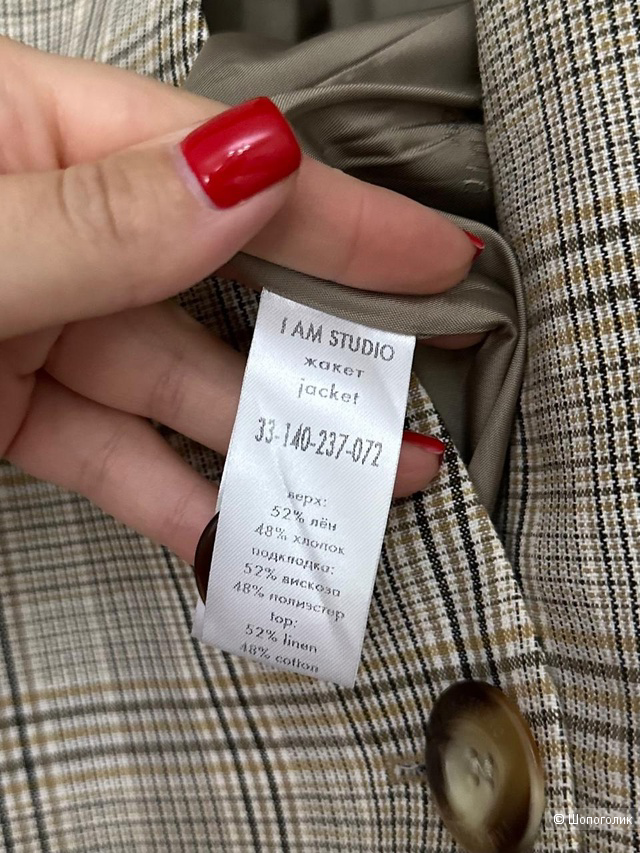 I AM STUDIO
жакет
jacket
33-140-237-072
верх:
52% лён
48% хлопок
подкладка:
52% вискоза
48% полиэстер
top:
52% linen
48% cotton
© Шопоголик